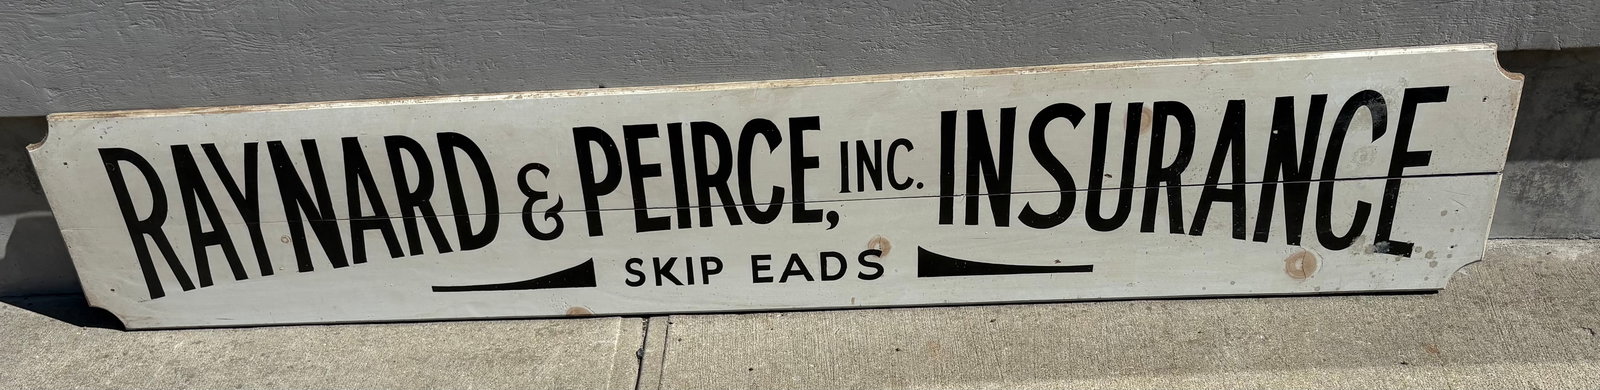 RAYNARD & PEIRCE, INC. INSURANCE
SKIP EADS